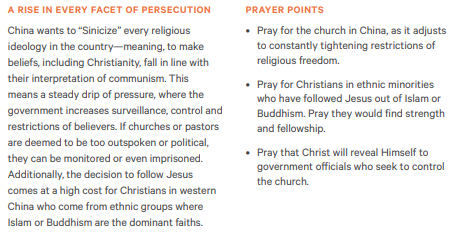 A RISE IN EVERY FACET OF PERSECUTION
China wants to “Sinicize” every religious
ideology in the country—meaning, to make
beliefs, including Christianity, fall in line with
their interpretation of communism. This
means a steady drip of pressure, where the
government increases surveillance, control and
restrictions of believers. If churches or pastors
are deemed to be too outspoken or political,
they can be monitored or even imprisoned.
Additionally, the decision to follow Jesus
comes at a high cost for Christians in western
China who come from ethnic groups where
Islam or Buddhism are the dominant faiths.
PRAYER POINTS
• Pray for the church in China, as it adjusts
to constantly tightening restrictions of
religious freedom.
• Pray for Christians in ethnic minorities
who have followed Jesus out of Islam or
Buddhism. Pray they would find strength
and fellowship.
• Pray that Christ will reveal Himself to
government officials who seek to control
the church.